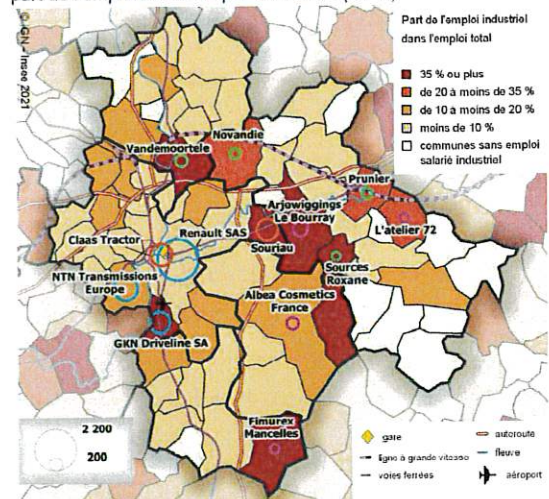 © IGN - Insee 2021
Part de l'emploi industriel
dans l'emploi total
35 % ou plus
de 20 à moins de 35 %
de 10 à moins de 20 %
moins de 10 %
communes sans emploi
salarié industriel
Novandie
Vandemoortele
Prunier
Arjowiggings
Le Bourray
L'atelier 72
Claas Tractor
Renault SAS
Souriau
NTN Transmissions
Europe
Sources
Roxane
Albea Cosmetics
France
GKN Driveline SA
Fimurex
Mancelles
2 200
200
gare
autoroute
ligne à grande vitesse
fleuve
voies ferrées
aéroport